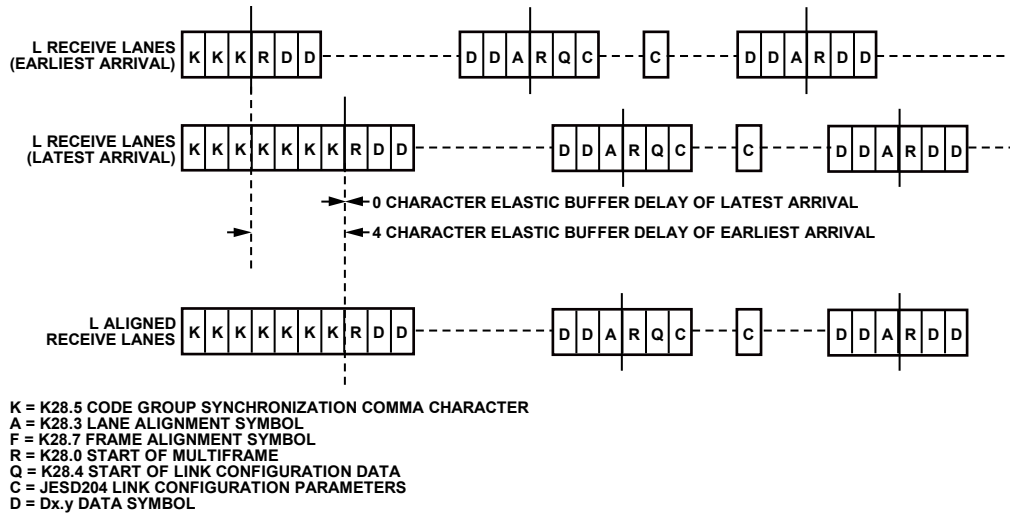 L RECEIVE LANES
(EARLIEST ARRIVAL)
K K K R D D
D D A R Q C
C
D D A R D D
L RECEIVE LANES
(LATEST ARRIVAL)
K K K K K K K R D D
D D A R Q C
C
D D A R D D
0 CHARACTER ELASTIC BUFFER DELAY OF LATEST ARRIVAL
4 CHARACTER ELASTIC BUFFER DELAY OF EARLIEST ARRIVAL
L ALIGNED
RECEIVE LANES
K K K K K K K R D D
D D A R Q C
C
D D A R D D
K = K28.5 CODE GROUP SYNCHRONIZATION COMMA CHARACTER
A = K28.3 LANE ALIGNMENT SYMBOL
F = K28.7 FRAME ALIGNMENT SYMBOL
R = K28.0 START OF MULTIFRAME
Q = K28.4 START OF LINK CONFIGURATION DATA
C = JESD204 LINK CONFIGURATION PARAMETERS
D = Dx.y DATA SYMBOL